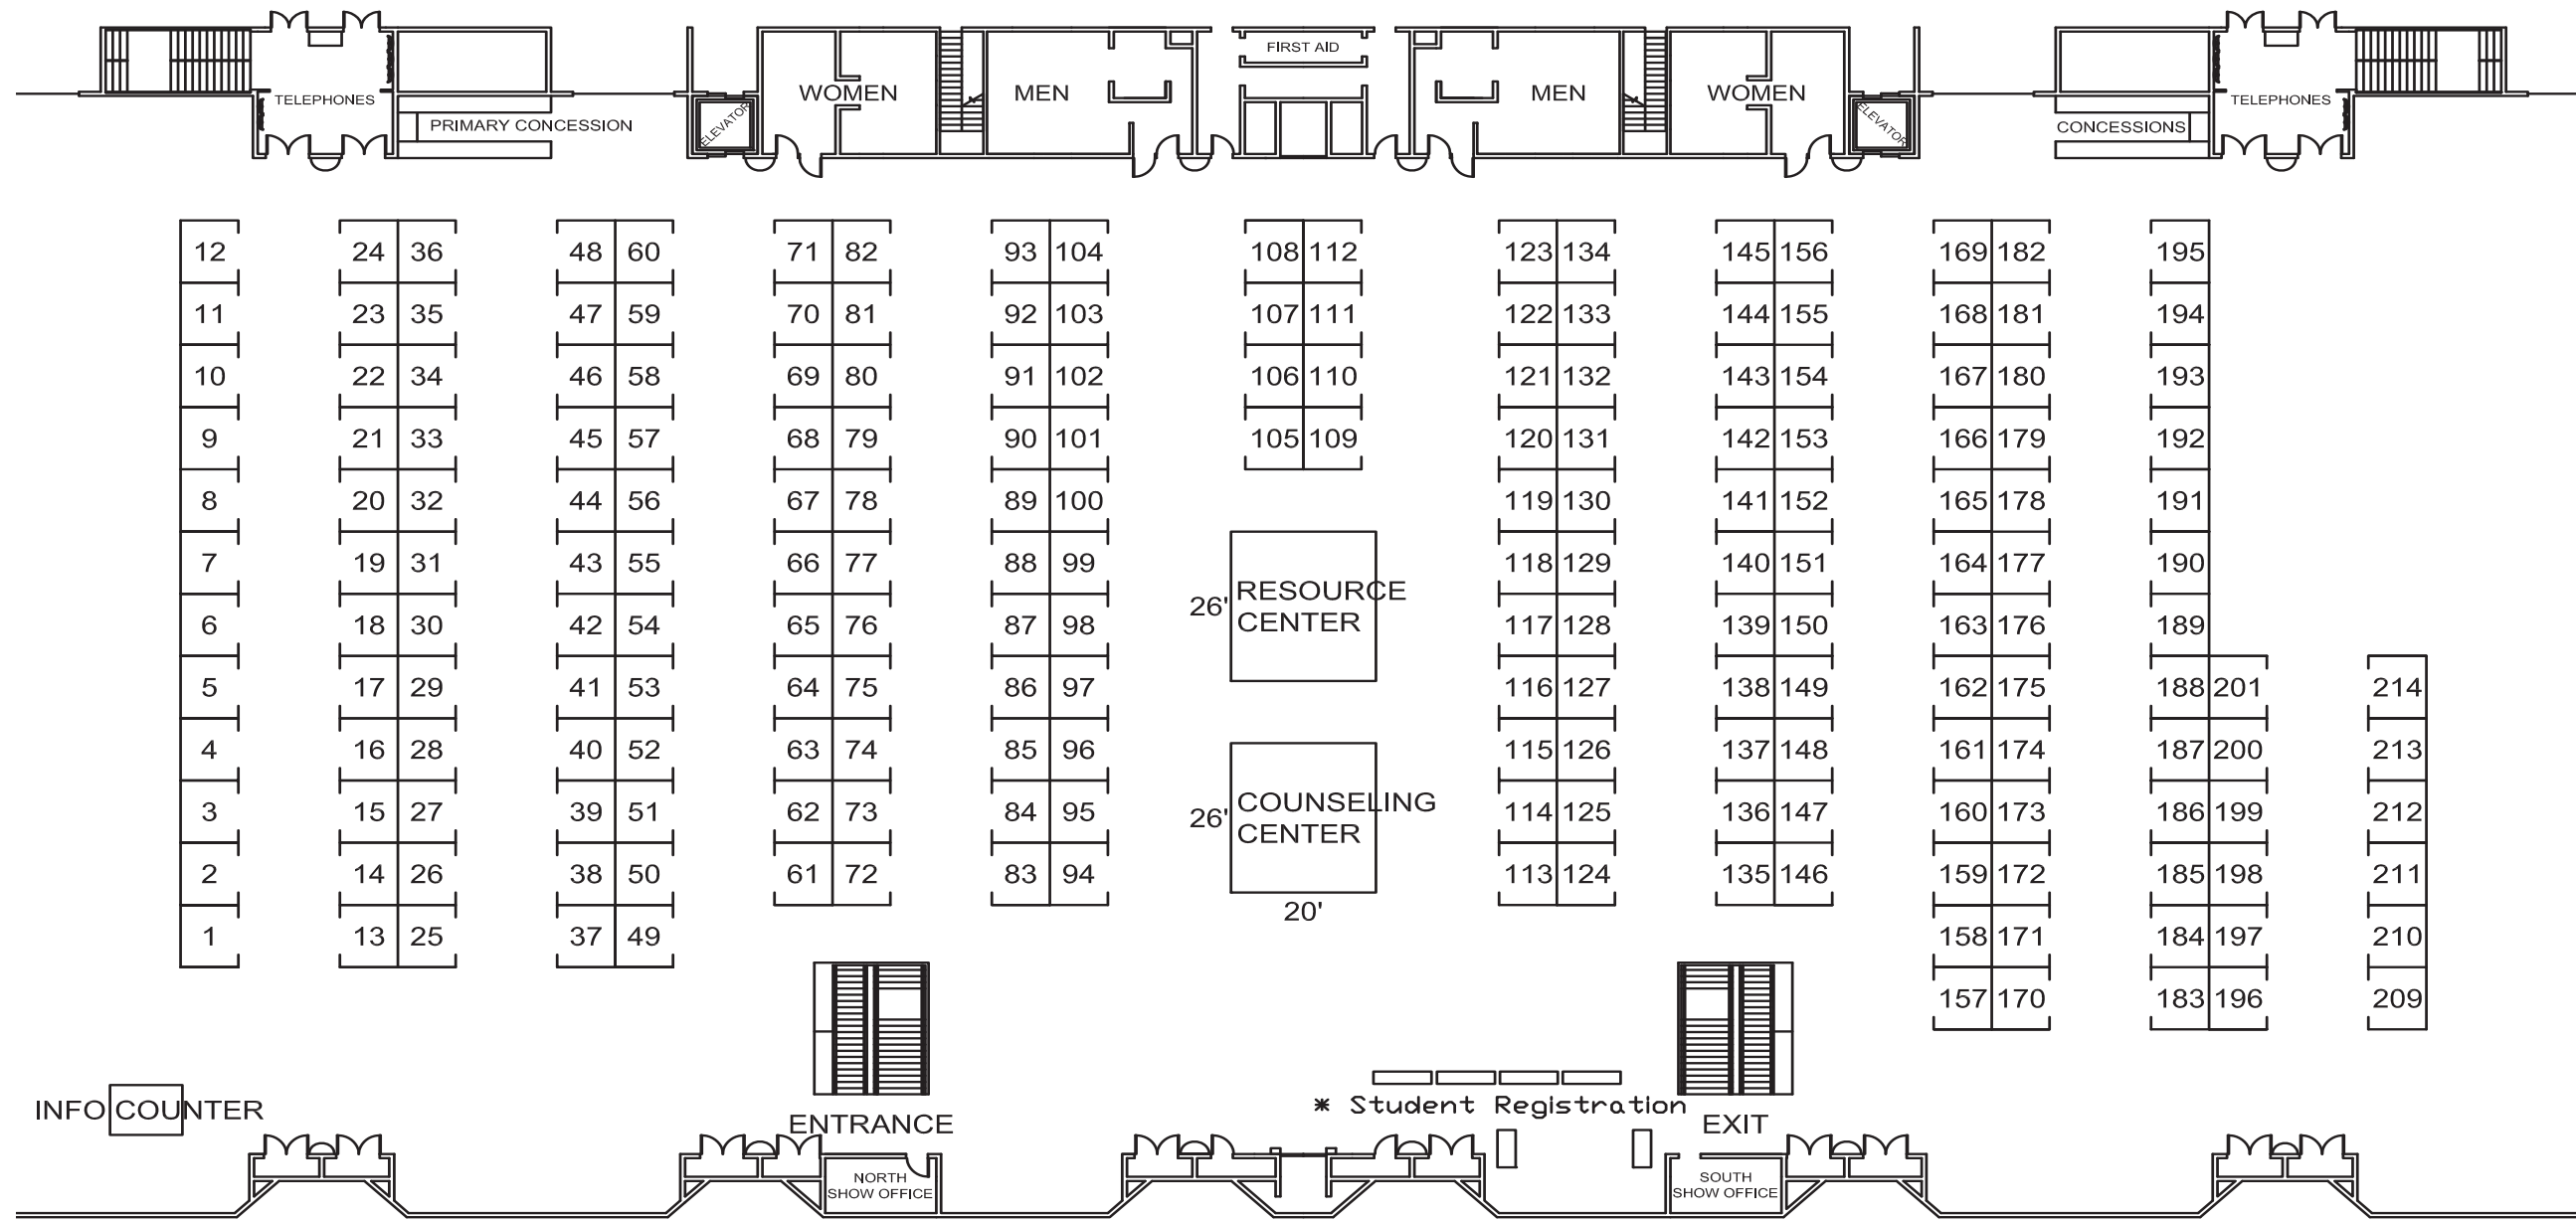 FIRST AID
TELEPHONES
PRIMARY CONCESSION
ELEVATOR
WOMEN
MEN
MEN
WOMEN
ELEVATOR
CONCESSIONS
TELEPHONES
12 24 36 48 60 71 82 93 104 108 112 123 134 145 156 169 182 195
11 23 35 47 59 70 81 92 103 107 111 122 133 144 155 168 181 194
10 22 34 46 58 69 80 91 102 106 110 121 132 143 154 167 180 193
9 21 33 45 57 68 79 90 101 105 109 120 131 142 153 166 179 192
8 20 32 44 56 67 78 89 100 119 130 141 152 165 178 191
7 19 31 43 55 66 77 88 99 118 129 140 151 164 177 190
26' RESOURCE
CENTER
6 18 30 42 54 65 76 87 98 117 128 139 150 163 176 189
5 17 29 41 53 64 75 86 97 116 127 138 149 162 175 188 201 214
4 16 28 40 52 63 74 85 96 115 126 137 148 161 174 187 200 213
26' COUNSELING
CENTER
3 15 27 39 51 62 73 84 95 114 125 136 147 160 173 186 199 212
2 14 26 38 50 61 72 83 94 113 124 135 146 159 172 185 198 211
20'
1 13 25 37 49 158 171 184 197 210
157 170 183 196 209
INFO COUNTER
ENTRANCE
* Student Registration
EXIT
NORTH
SHOW OFFICE
SOUTH
SHOW OFFICE